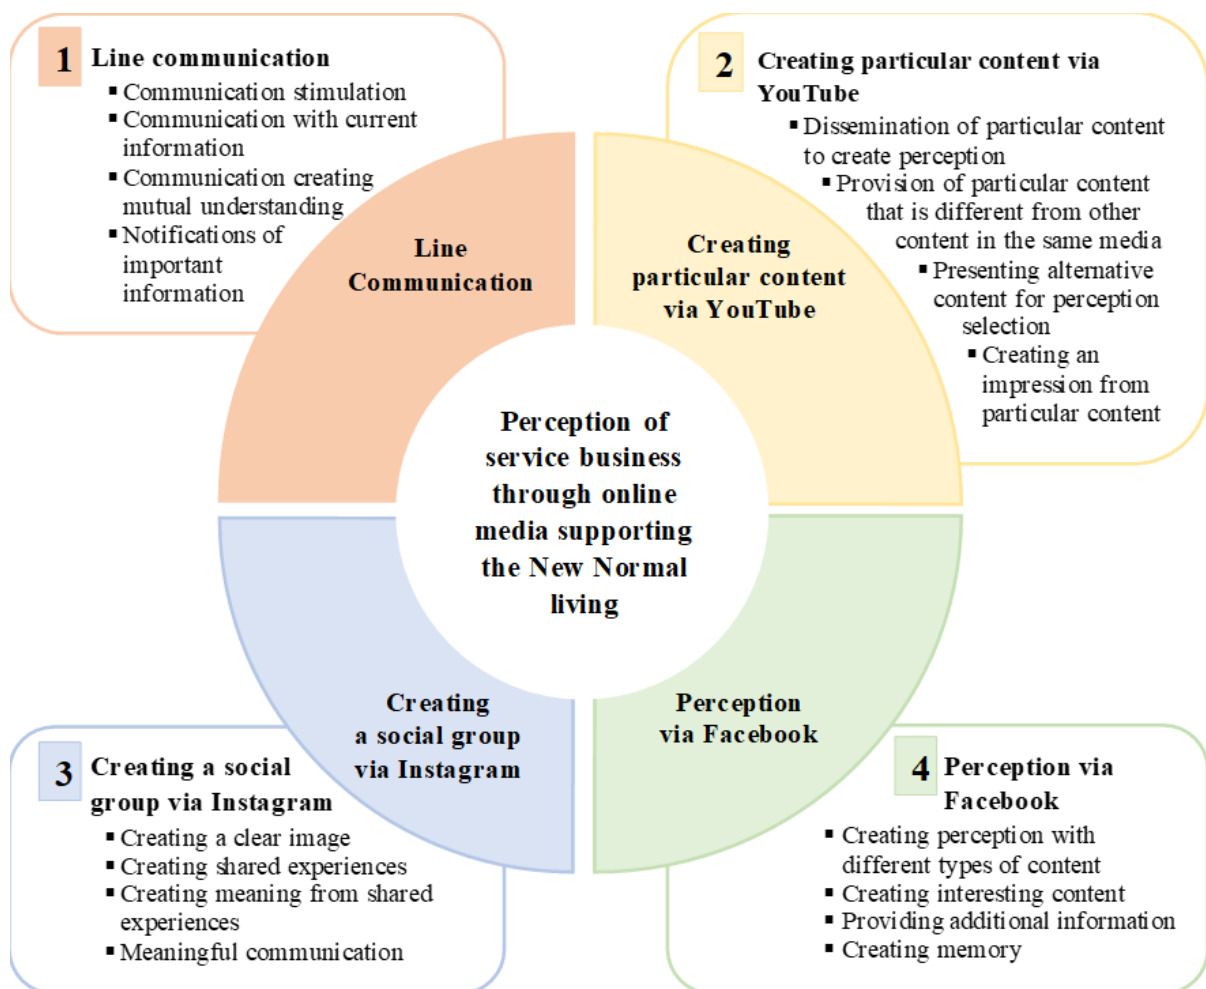 1 Line communication
▪ Communication stimulation
▪ Communication with current
information
▪ Communication creating
mutual understanding
▪ Notifications of
important
information
2 Creating particular content via
YouTube
▪ Dissemination of particular content
to create perception
▪ Provision of particular content
that is different from other
content in the same media
▪ Presenting alternative
content for perception
selection
▪ Creating an
impression from
particular content
Line
Communication
Creating
particular content
via YouTube
Perception of
service business
through online
media supporting
the New Normal
living
Creating
a social group
via Instagram
Perception
via Facebook
3 Creating a social
group via Instagram
▪ Creating a clear image
▪ Creating shared experiences
▪ Creating meaning from shared
experiences
▪ Meaningful communication
4 Perception via
Facebook
▪ Creating perception with
different types of content
▪ Creating interesting content
▪ Providing additional information
▪ Creating memory